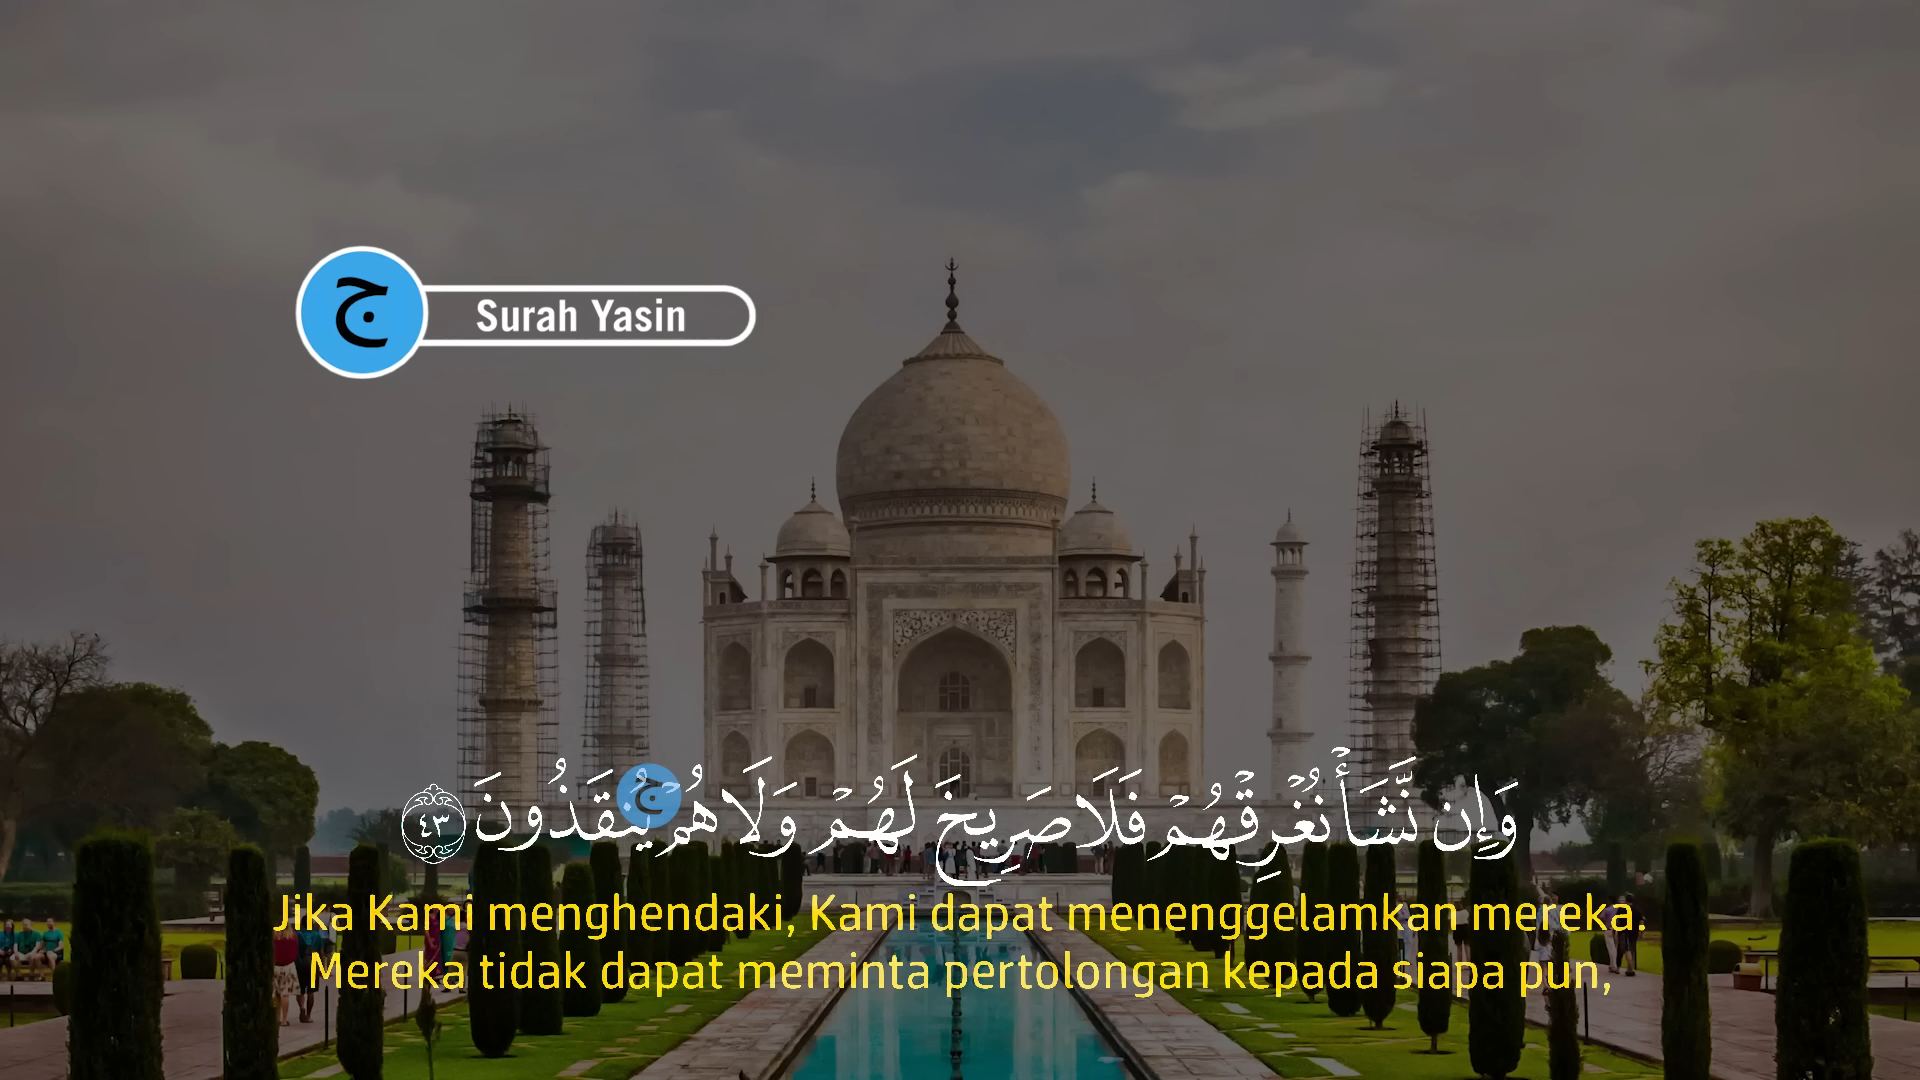 ج
Surah Yasin
وَإِن نَّشَأْ نُغْرِقْهُمْ فَلَا صَرِيخَ لَهُمْ وَلَا هُمْ يُنقَذُونَ ٤٣
ج
Jika Kami menghendaki, Kami dapat menenggelamkan mereka.
Mereka tidak dapat meminta pertolongan kepada siapa pun,